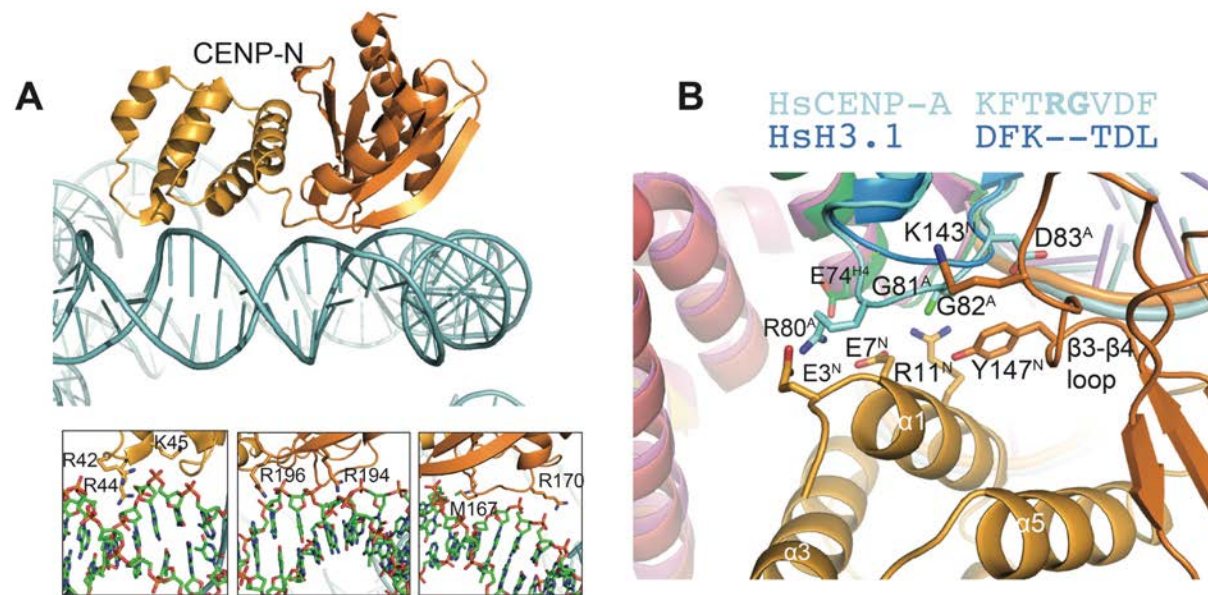 A
CENP-N
R42
R44
K45
R196
R194
M167
R170
B
HsCENP-A KFTRGVDF
HsH3.1 DFK--TDL
K143N
D83A
E74H4
G81A
G82A
R80A
E7N
E3N
R11N
Y147N
β3-β4
loop
α1
α5
α3